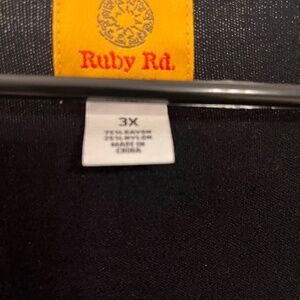 Ruby Rd.
3X
75% RAYON
25% NYLON
MADE IN
CHINA